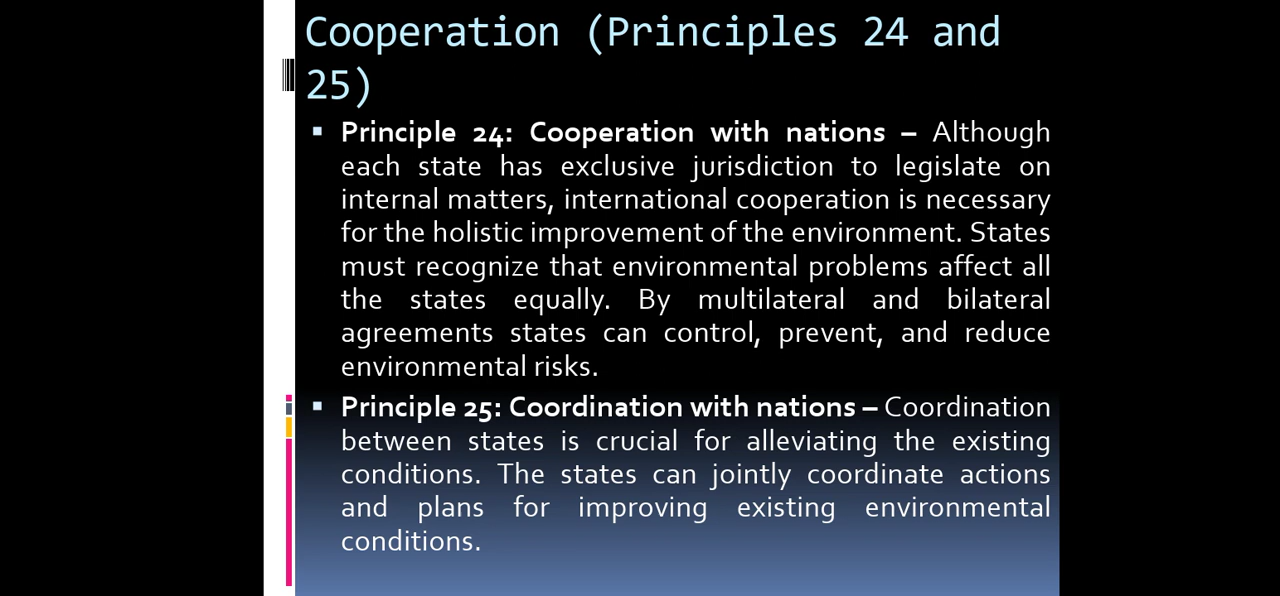 Cooperation (Principles 24 and
25)
▪ Principle 24: Cooperation with nations – Although
each state has exclusive jurisdiction to legislate on
internal matters, international cooperation is necessary
for the holistic improvement of the environment. States
must recognize that environmental problems affect all
the states equally. By multilateral and bilateral
agreements states can control, prevent, and reduce
environmental risks.
▪ Principle 25: Coordination with nations – Coordination
between states is crucial for alleviating the existing
conditions. The states can jointly coordinate actions
and plans for improving existing environmental
conditions.